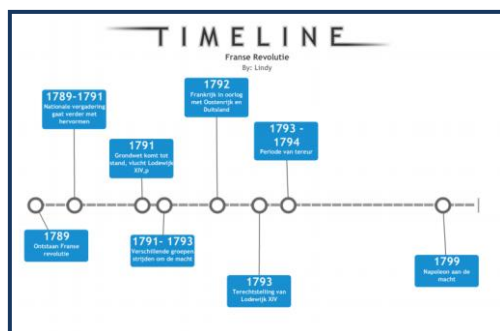 TIMELINE
Franse Revolutie
By: Lindy
1789-1791
Nationale vergadering
gaat verder met
hervormen
1791
Grondwet komt tot
stand, vlucht Lodewijk
XIV,p
1792
Frankrijk in oorlog
met Oostenrijk en
Duitsland
1793 -
1794
Periode van terreur
1789
Ontstaan Franse
revolutie
1791- 1793
Verschillende groepen
strijden om de macht
1793
Terechtstelling van
Lodewijk XIV
1799
Napoleon aan de
macht